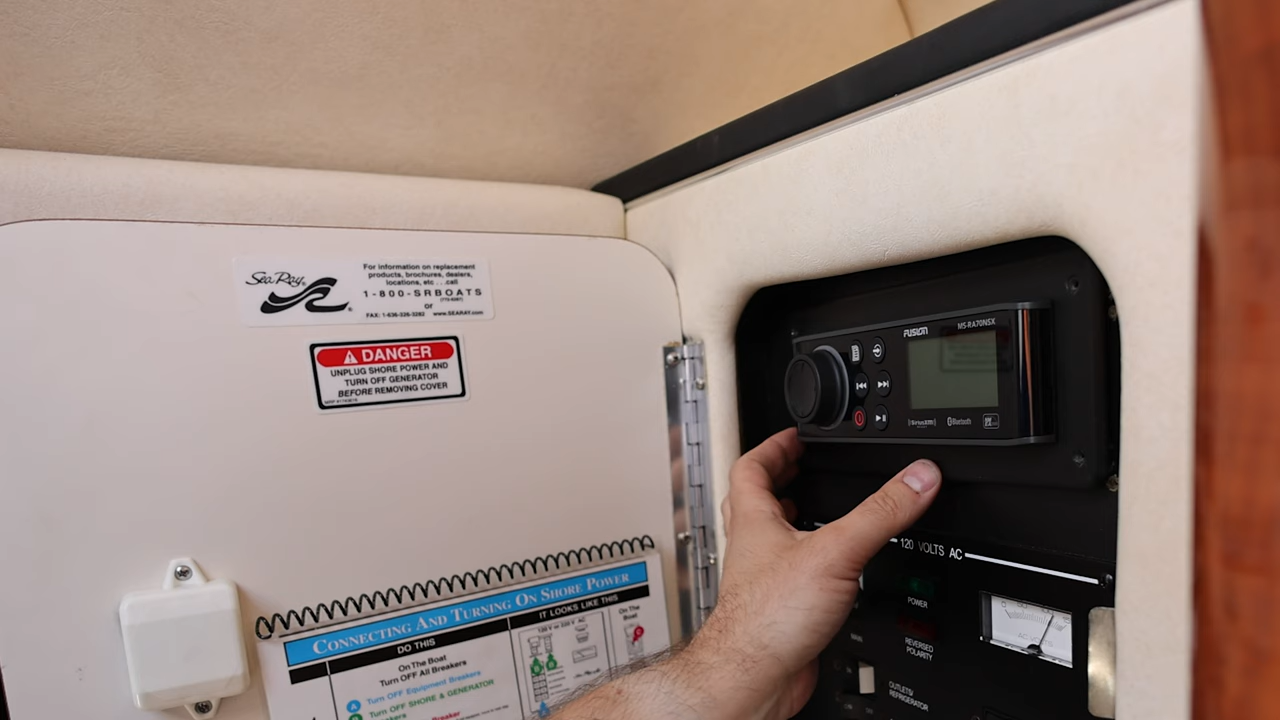 Sea Ray
For information on replacement
products, brochures, dealers,
locations, etc . . .call
1-800-SRBOATS
or
FAX: 1-636-326-3282 www.SEARAY.com
DANGER
UNPLUG SHORE POWER AND
TURN OFF GENERATOR
BEFORE REMOVING COVER
CONNECTING AND TURNING ON SHORE POWER
DO THIS
IT LOOKS LIKE THIS
On The Boat
Turn OFF All Breakers
Turn OFF Equipment Breakers
Turn OFF SHORE & GENERATOR
Breaker
On The
Boat
FUSION
MS-RA70NSX
SiriusXM
Bluetooth
120 VOLTS AC
POWER
REVERSED
POLARITY
OUTLETS/
REFRIGERATOR